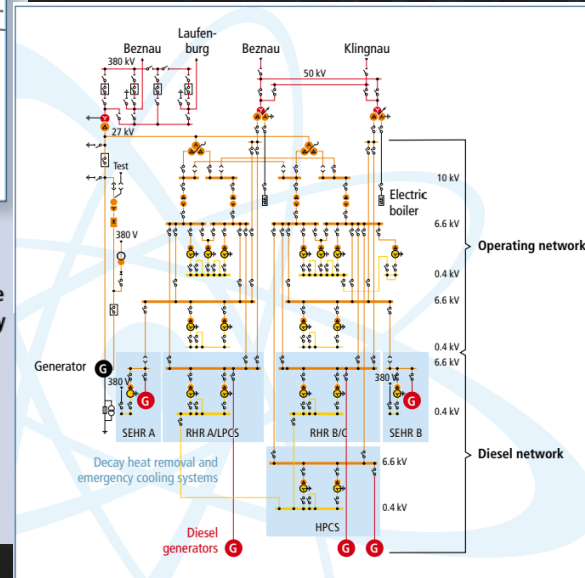 Laufen-
Beznau burg Beznau Klingnau
380 kV
50 kV
27 kV
Test
10 kV
Electric
boiler
380 V
6.6 kV
Operating network
0.4 kV
e
6.6 kV
y
0.4 kV
Generator G
6.6 kV
380 V
380 V
G
G
0.4 kV
SEHR A RHR A/LPCS RHR B/C SEHR B
Decay heat removal and
emergency cooling systems
6.6 kV
Diesel network
0.4 kV
HPCS
Diesel
generators G G G